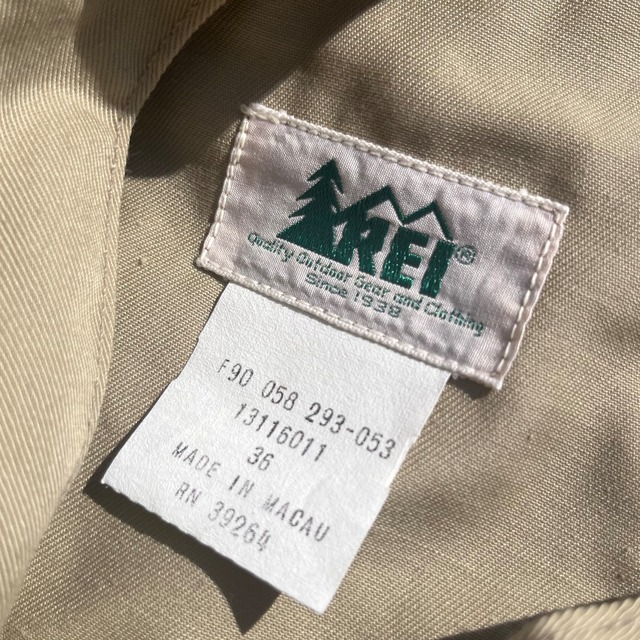 REI®
Quality Outdoor Gear and Clothing
Since 1938
F90 058 293-053
13116011
36
MADE IN MACAU
RN 39264